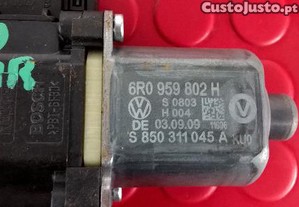 CustoJusto.pt
6R0 959 802 H
S 0803
H 004
DE 03.09.09
S 850 311 045 A
BOSCH